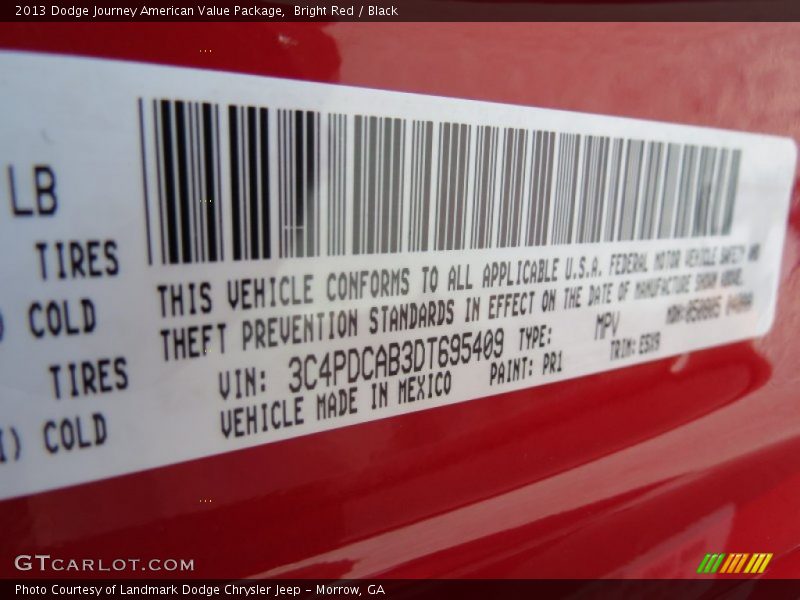 2013 Dodge Journey American Value Package, Bright Red / Black
LB
TIRES
COLD
TIRES
) COLD
THIS VEHICLE CONFORMS TO ALL APPLICABLE U.S.A. FEDERAL MOTOR VEHICLE SAFETY AND
THEFT PREVENTION STANDARDS IN EFFECT ON THE DATE OF MANUFACTURE SHOWN ABOVE.
VIN: 3C4PDCAB3DT695409 TYPE: MPV
VEHICLE MADE IN MEXICO PAINT: PR1 TRIM:
GTCARLOT.COM
Photo Courtesy of Landmark Dodge Chrysler Jeep - Morrow, GA